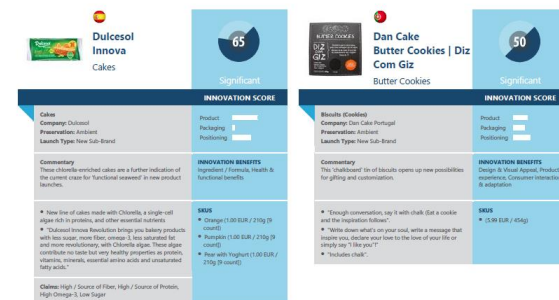 Dulcesol
Innova
Cakes
65
Significant
INNOVATION SCORE
Cakes
Company: Dulcesol
Preservation: Ambient
Launch Type: New Sub-Brand
Product
Packaging
Positioning
Commentary
These chlorella-enriched cakes are a further indication of
the current craze for 'functional seaweed' in new product
launches.
INNOVATION BENEFITS
Ingredient / Formula, Health &
functional benefits
• New line of cakes made with Chlorella, a single-cell
algae rich in proteins, and other essential nutrients
• "Dulcesol Innova Revolution brings you bakery products
with less sugar, more fiber, omega-3, less saturated fat
and more revolutionary, with Chlorella algae. These algae
contribute no taste but very healthy properties as protein,
vitamins, minerals, essential amino acids and unsaturated
fatty acids."
SKUS
• Orange (1.00 EUR / 210g [9
count])
• Pumpkin (1.00 EUR / 210g [9
count])
• Pear with Yoghurt (1.00 EUR /
210g [9 count])
Claims: High / Source of Fiber, High / Source of Protein,
High Omega-3, Low Sugar
BUTTER COOKIES
DIZ
GIZ
Dan Cake
Butter Cookies | Diz
Com Giz
Butter Cookies
50
Significant
INNOVATION SCORE
Biscuits (Cookies)
Company: Dan Cake Portugal
Preservation: Ambient
Launch Type: New Sub-Brand
Product
Packaging
Positioning
Commentary
This 'chalkboard' tin of biscuits opens up new possibilities
for gifting and customization.
INNOVATION BENEFITS
Design & Visual Appeal, Product
experience, Consumer interaction
& adaptation
• "Enough conversation, say it with chalk (Eat a cookie
and the inspiration follows".
• "Write down what's on your soul, write a message that
inspire you, declare your love to the love of your life or
simply say "I like you"!"
• "Includes chalk".
SKUS
• (5.99 EUR / 454g)